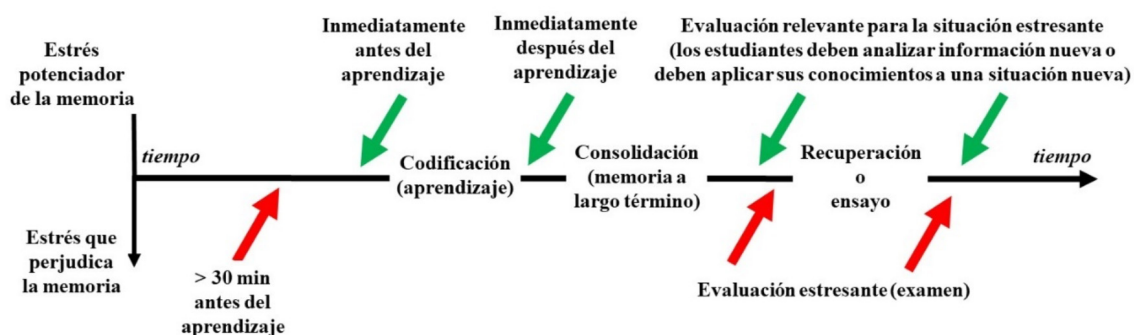 Estrés
potenciador
de la memoria
Inmediatamente
antes del
aprendizaje
Inmediatamente
después del
aprendizaje
Evaluación relevante para la situación estresante
(los estudiantes deben analizar información nueva o
deben aplicar sus conocimientos a una situación nueva)
tiempo
Codificación
(aprendizaje)
Consolidación
(memoria a
largo término)
Recuperación
o
ensayo
tiempo
Estrés que
perjudica
la memoria
> 30 min
antes del
aprendizaje
Evaluación estresante (examen)